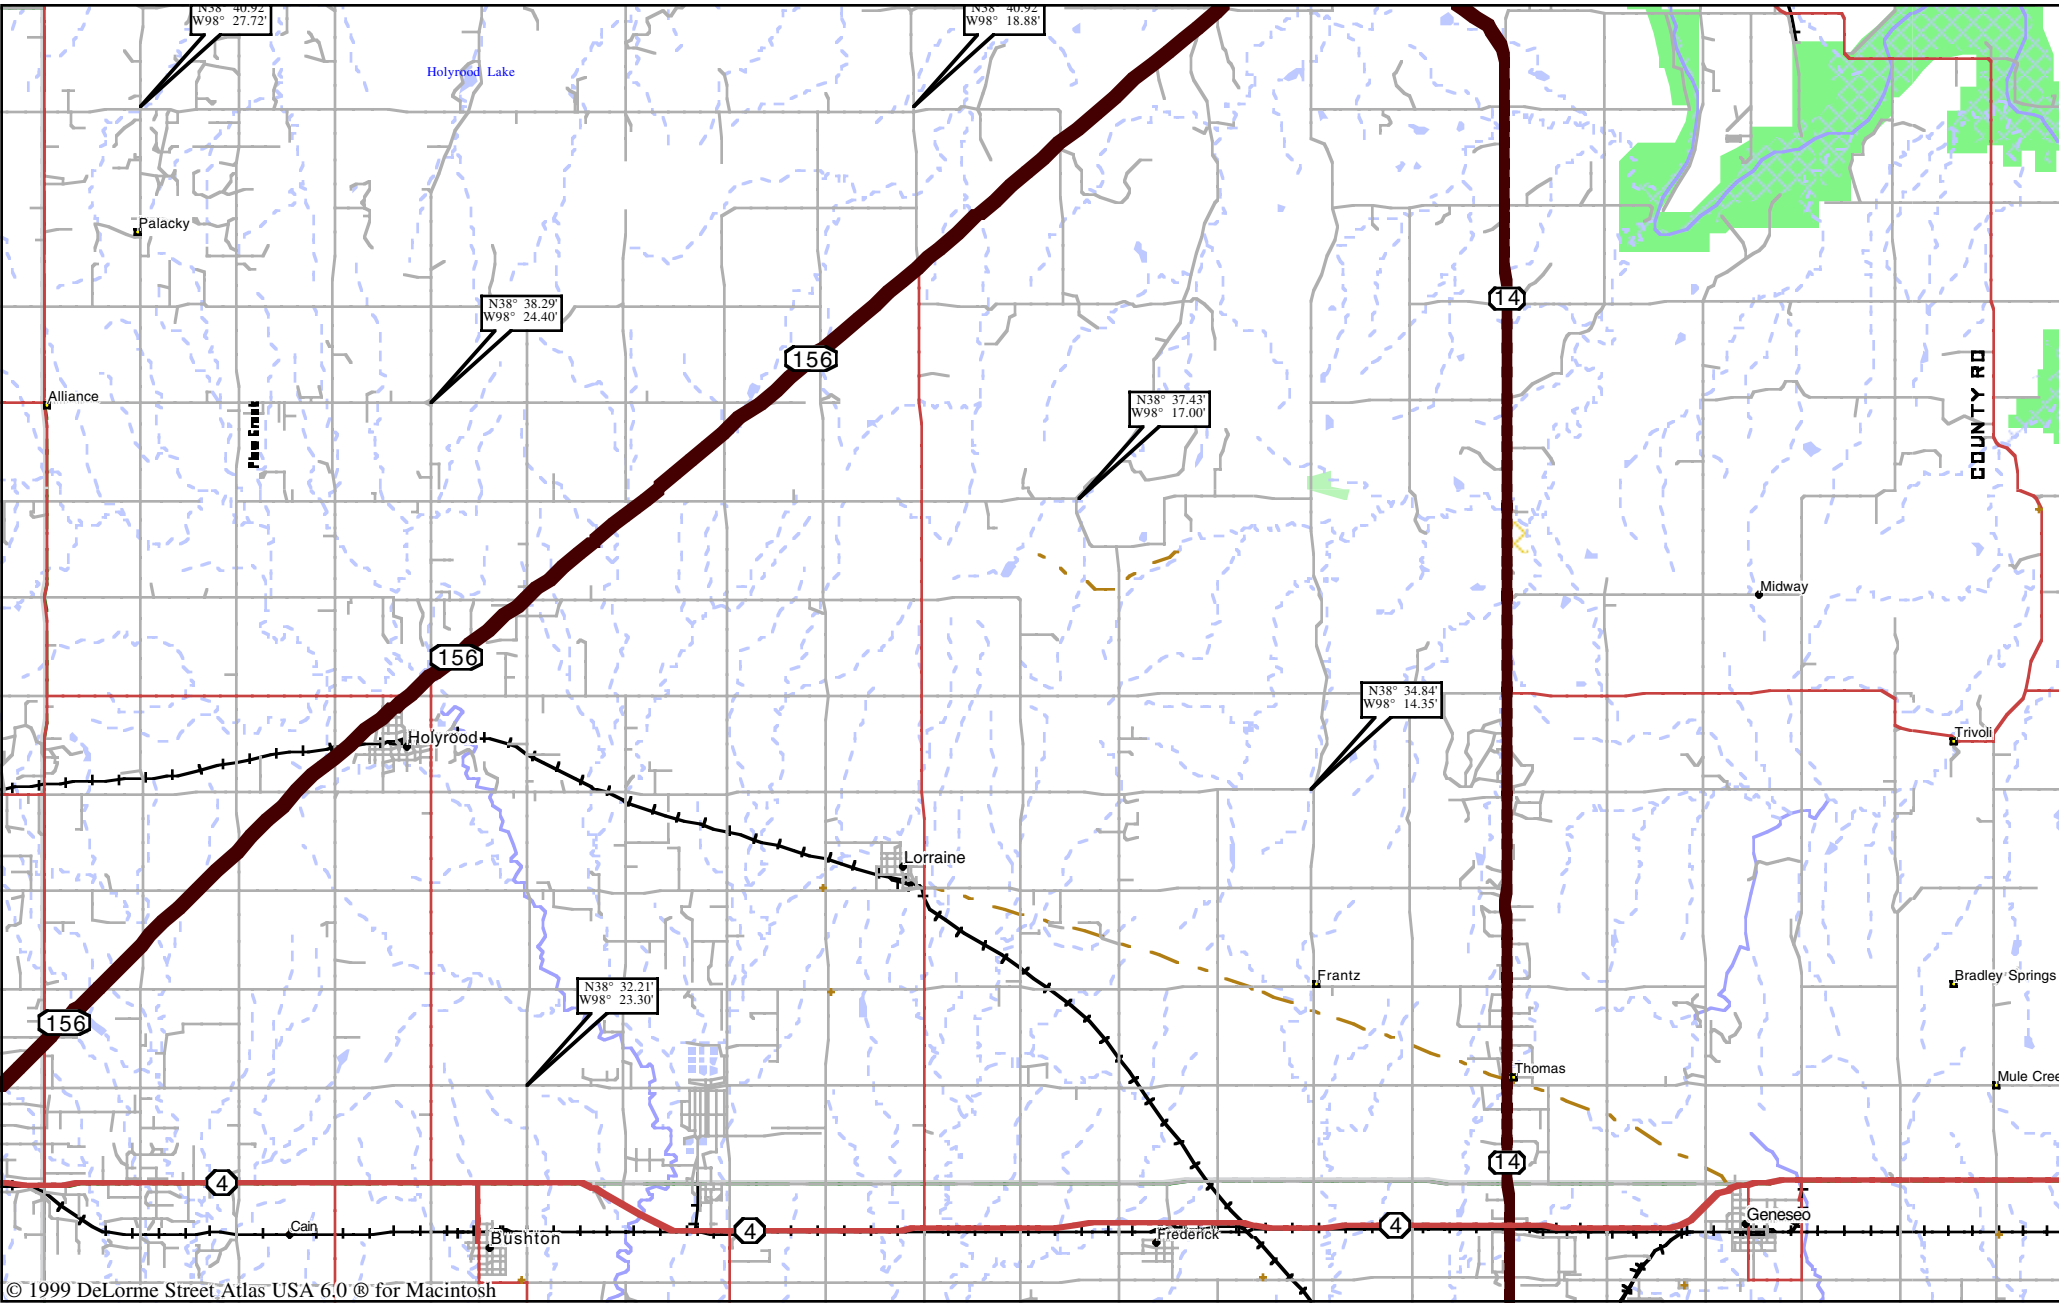 N38° 40.92'
W98° 27.72'
N38° 40.92'
W98° 18.88'
Holyrood Lake
Palacky
N38° 38.29'
W98° 24.40'
14
156
Alliance
Plum Creek
N38° 37.43'
W98° 17.00'
COUNTY RD
Midway
156
N38° 34.84'
W98° 14.35'
Holyrood
Trivoli
Lorraine
Frantz
Bradley Springs
N38° 32.21'
W98° 23.30'
156
Thomas
Mule Cree
14
4
Cain
Bushton
4
Frederick
4
Geneseo
© 1999 DeLorme Street Atlas USA 6.0 ® for Macintosh